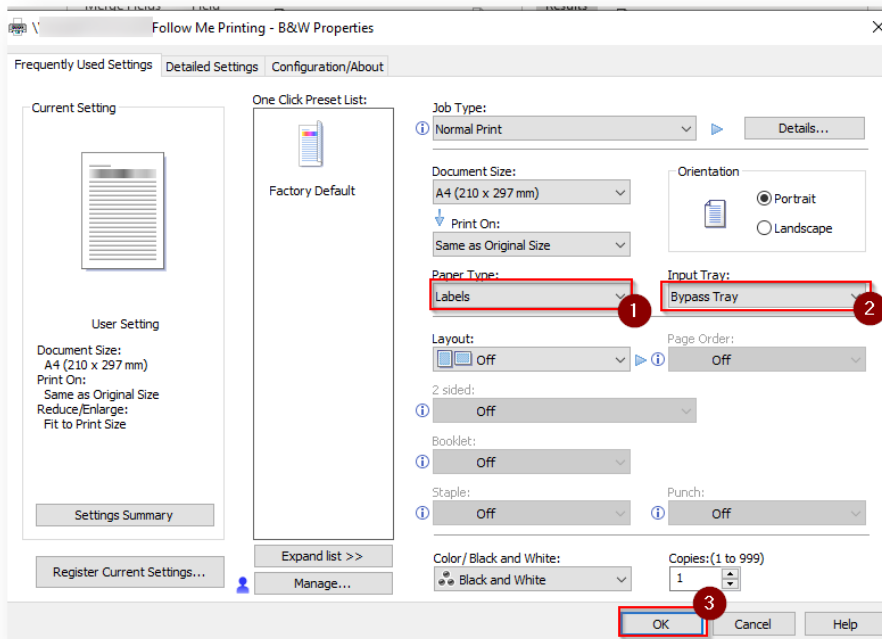 Merge Fields Field Results
\\ Follow Me Printing - B&W Properties
Frequently Used Settings Detailed Settings Configuration/About
Current Setting
One Click Preset List:
Factory Default
User Setting
Document Size:
A4 (210 x 297 mm)
Print On:
Same as Original Size
Reduce/Enlarge:
Fit to Print Size
Settings Summary
Register Current Settings...
Expand list >>
Manage...
Job Type:
Normal Print
Details...
Document Size:
A4 (210 x 297 mm)
Print On:
Same as Original Size
Orientation
Portrait
Landscape
Paper Type:
Labels
1
Input Tray:
Bypass Tray
2
Layout:
Off
Page Order:
Off
2 sided:
Off
Booklet:
Off
Staple:
Off
Punch:
Off
Color/ Black and White:
Black and White
Copies:(1 to 999)
1
3
OK Cancel Help